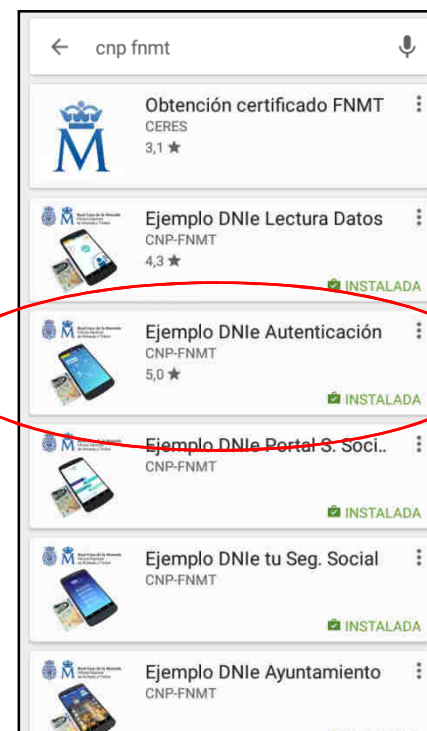 cnp fnmt
Obtención certificado FNMT
CERES
3,1 ★
Ejemplo DNIe Lectura Datos
CNP-FNMT
4,3 ★
INSTALADA
Ejemplo DNIe Autenticación
CNP-FNMT
5,0 ★
INSTALADA
Ejemplo DNIe Portal S. Soci..
CNP-FNMT
INSTALADA
Ejemplo DNIe tu Seg. Social
CNP-FNMT
INSTALADA
Ejemplo DNIe Ayuntamiento
CNP-FNMT